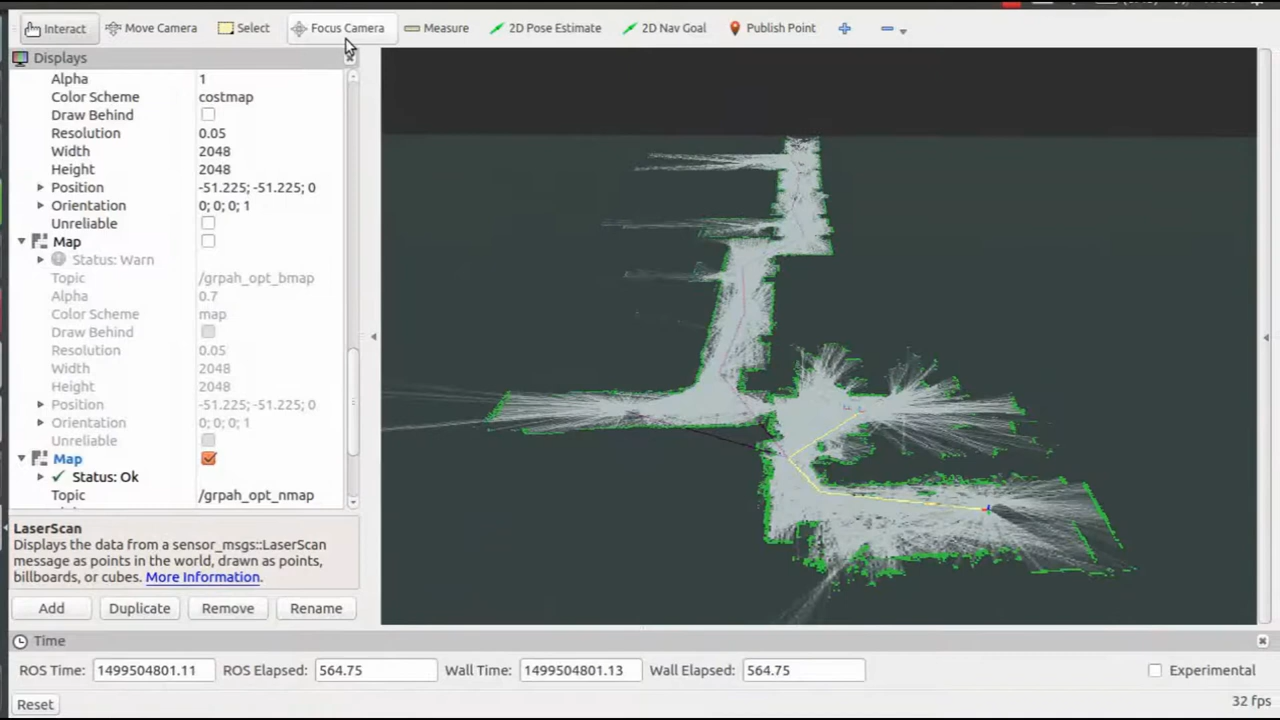 Interact Move Camera Select Focus Camera Measure 2D Pose Estimate 2D Nav Goal Publish Point
Displays
Alpha 1
Color Scheme costmap
Draw Behind
Resolution 0.05
Width 2048
Height 2048
Position -51.225; -51.225; 0
Orientation 0; 0; 0; 1
Unreliable
Map
Status: Warn
Topic /grpah_opt_bmap
Alpha 0.7
Color Scheme map
Draw Behind
Resolution 0.05
Width 2048
Height 2048
Position -51.225; -51.225; 0
Orientation 0; 0; 0; 1
Unreliable
Map
Status: Ok
Topic /grpah_opt_nmap
LaserScan
Displays the data from a sensor_msgs::LaserScan
message as points in the world, drawn as points,
billboards, or cubes. More Information.
Add Duplicate Remove Rename
Time
ROS Time: 1499504801.11 ROS Elapsed: 564.75 Wall Time: 1499504801.13 Wall Elapsed: 564.75 Experimental
Reset 32 fps